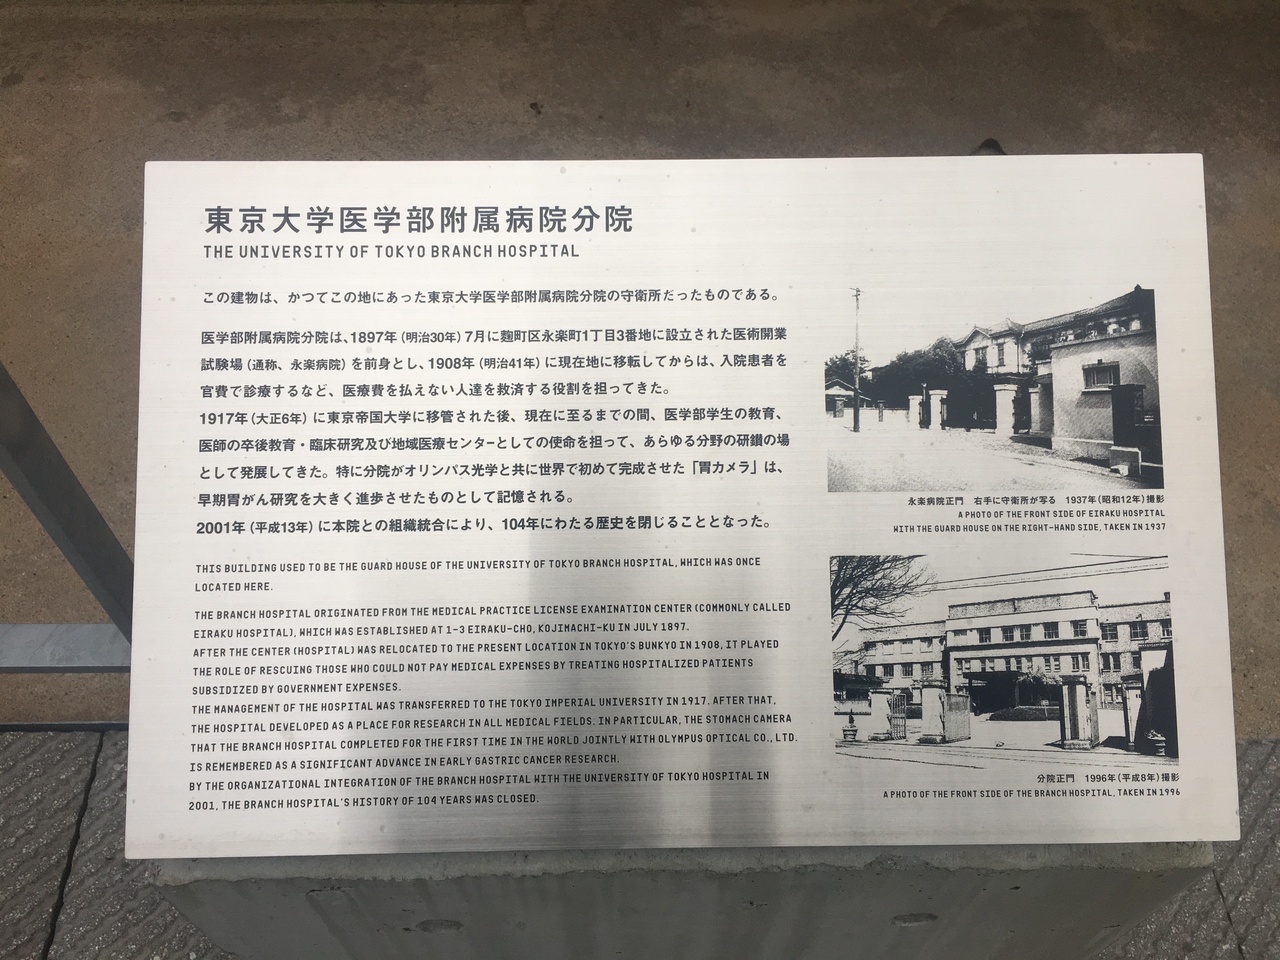 東京大学医学部附属病院分院
THE UNIVERSITY OF TOKYO BRANCH HOSPITAL
この建物は、かつてこの地にあった東京大学医学部附属病院分院の守衛所だったものである。
医学部附属病院分院は、1897年(明治30年)7月に麴町区永楽町1丁目3番地に設立された医術開業
試験場(通称、永楽病院)を前身とし、1908年(明治41年)に現在地に移転してからは、入院患者を
官費で診療するなど、医療費を払えない人達を救済する役割を担ってきた。
1917年(大正6年)に東京帝国大学に移管された後、現在に至るまでの間、医学部学生の教育、
医師の卒後教育・臨床研究及び地域医療センターとしての使命を担って、あらゆる分野の研鑽の場
として発展してきた。特に分院がオリンパス光学と共に世界で初めて完成させた「胃カメラ」は、
早期胃がん研究を大きく進歩させたものとして記憶される。
2001年(平成13年)に本院との組織統合により、104年にわたる歴史を閉じることとなった。
THIS BUILDING USED TO BE THE GUARD HOUSE OF THE UNIVERSITY OF TOKYO BRANCH HOSPITAL, WHICH WAS ONCE
LOCATED HERE.
THE BRANCH HOSPITAL ORIGINATED FROM THE MEDICAL PRACTICE LICENSE EXAMINATION CENTER (COMMONLY CALLED
EIRAKU HOSPITAL), WHICH WAS ESTABLISHED AT 1-3 EIRAKU-CHO, KOJIMACHI-KU IN JULY 1897.
AFTER THE CENTER (HOSPITAL) WAS RELOCATED TO THE PRESENT LOCATION IN TOKYO'S BUNKYO IN 1908, IT PLAYED
THE ROLE OF RESCUING THOSE WHO COULD NOT PAY MEDICAL EXPENSES BY TREATING HOSPITALIZED PATIENTS
SUBSIDIZED BY GOVERNMENT EXPENSES.
THE MANAGEMENT OF THE HOSPITAL WAS TRANSFERRED TO THE TOKYO IMPERIAL UNIVERSITY IN 1917. AFTER THAT,
THE HOSPITAL DEVELOPED AS A PLACE FOR RESEARCH IN ALL MEDICAL FIELDS. IN PARTICULAR, THE STOMACH CAMERA
THAT THE BRANCH HOSPITAL COMPLETED FOR THE FIRST TIME IN THE WORLD JOINTLY WITH OLYMPUS OPTICAL CO., LTD.
IS REMEMBERED AS A SIGNIFICANT ADVANCE IN EARLY GASTRIC CANCER RESEARCH.
BY THE ORGANIZATIONAL INTEGRATION OF THE BRANCH HOSPITAL WITH THE UNIVERSITY OF TOKYO HOSPITAL IN
2001, THE BRANCH HOSPITAL'S HISTORY OF 104 YEARS WAS CLOSED.
永楽病院正門 右手に守衛所が写る 1937年(昭和12年)撮影
A PHOTO OF THE FRONT SIDE OF EIRAKU HOSPITAL
WITH THE GUARD HOUSE ON THE RIGHT-HAND SIDE, TAKEN IN 1937
分院正門 1996年(平成8年)撮影
A PHOTO OF THE FRONT SIDE OF THE BRANCH HOSPITAL, TAKEN IN 1996